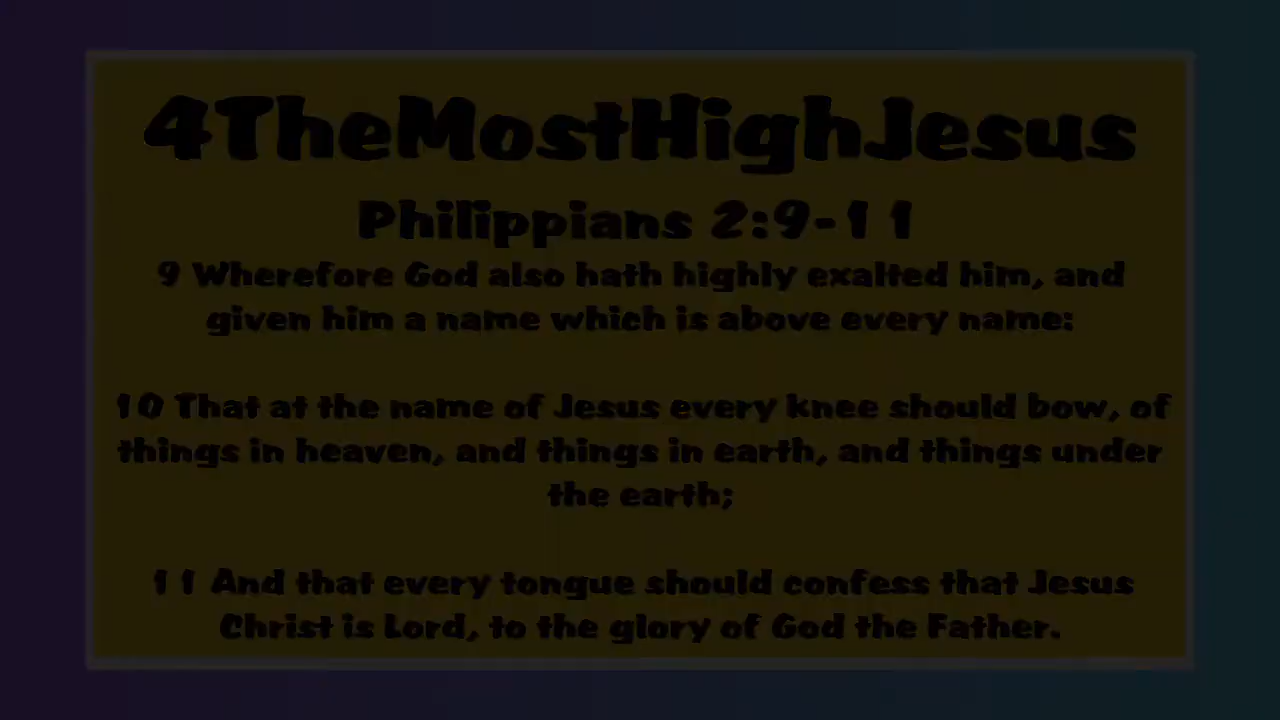 4TheMostHighJesus
Philippians 2:9-11
9 Wherefore God also hath highly exalted him, and
given him a name which is above every name:
10 That at the name of Jesus every knee should bow, of
things in heaven, and things in earth, and things under
the earth;
11 And that every tongue should confess that Jesus
Christ is Lord, to the glory of God the Father.